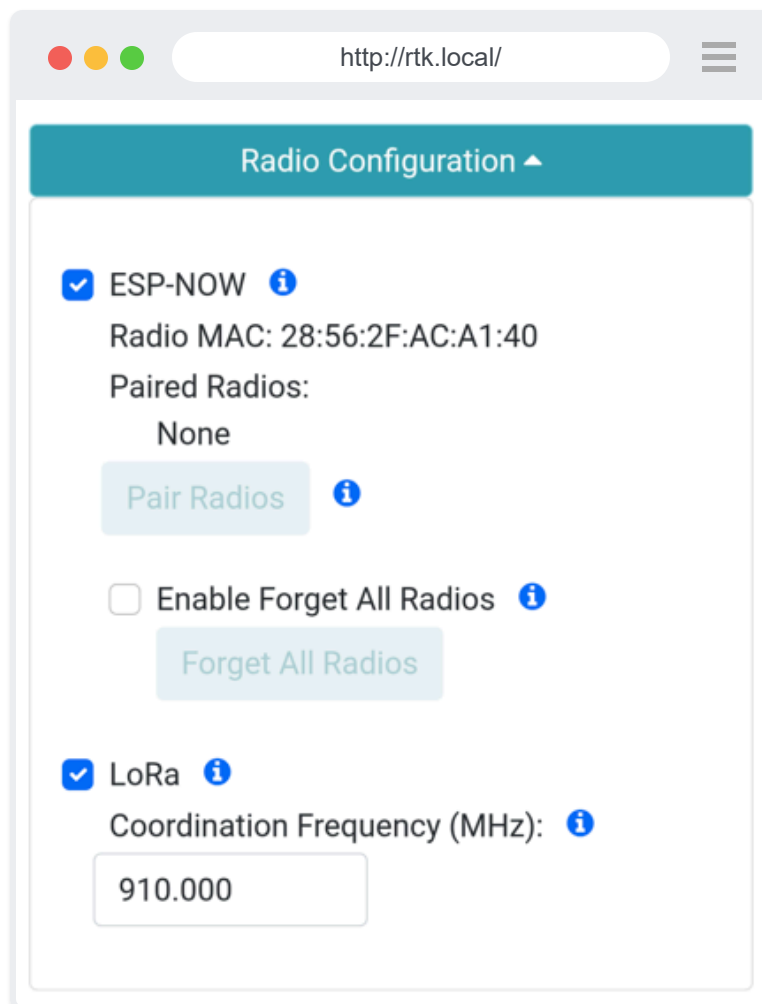 http://rtk.local/
Radio Configuration
ESP-NOW
Radio MAC: 28:56:2F:AC:A1:40
Paired Radios:
None
Pair Radios
Enable Forget All Radios
Forget All Radios
LoRa
Coordination Frequency (MHz):
910.000